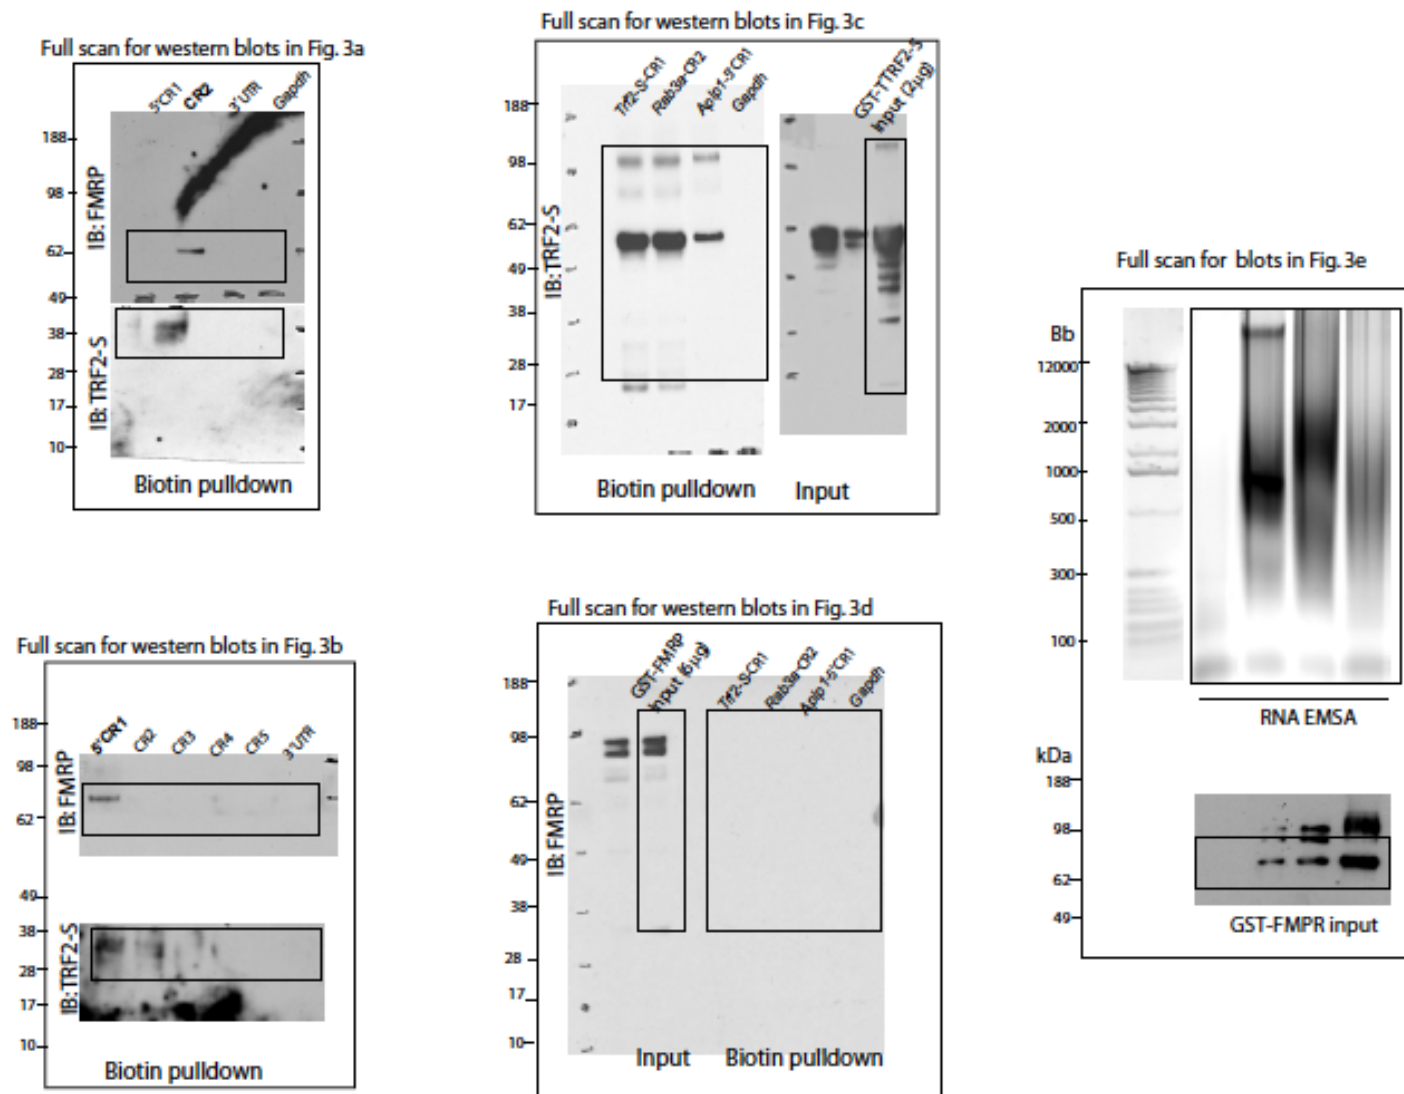 Full scan for western blots in Fig. 3a
5'CR1
CR2
3'UTR
Gapdh
IB: FMRP
188
98
62
49
IB: TRF2-S
38
28
17
10
Biotin pulldown
Full scan for western blots in Fig. 3c
Trf2-S-CR1
Rab3a-CR2
Aplp1-5'CR1
Gapdh
GST-TTRF2-S
Input (2µg)
IB: TRF2-S
188
98
62
49
38
28
17
Biotin pulldown
Input
Full scan for blots in Fig. 3e
Bb
12000
2000
1000
500
300
100
RNA EMSA
kDa
188
98
62
49
GST-FMPR input
Full scan for western blots in Fig. 3b
5'CR1
CR2
CR3
CR4
CR5
3'UTR
IB: FMRP
188
98
62
49
IB: TRF2-S
38
28
17
10
Biotin pulldown
Full scan for western blots in Fig. 3d
GST-FMRP
Input (6µg)
Trf2-S-CR1
Rab3a-CR2
Aplp1-5'CR1
Gapdh
IB: FMRP
188
98
62
49
38
28
17
10
Input
Biotin pulldown